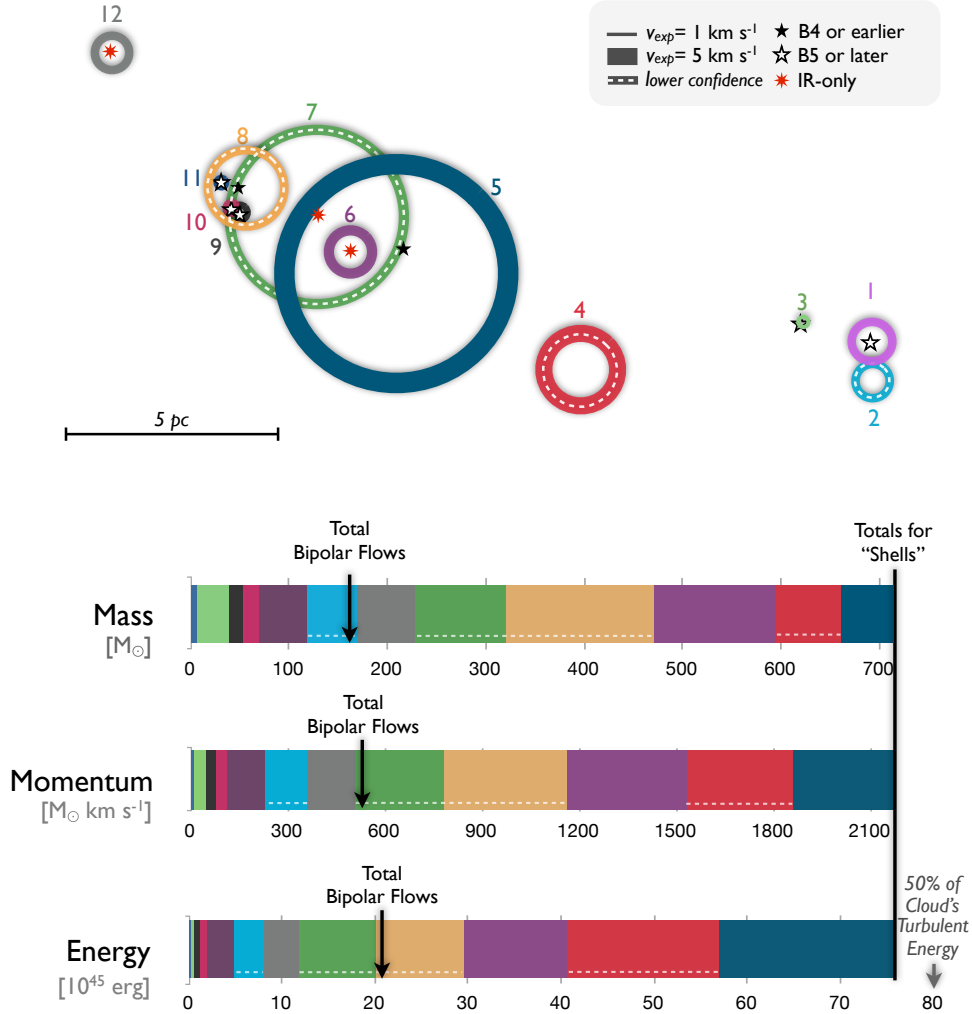 12
v_exp= 1 km s⁻¹
v_exp= 5 km s⁻¹
lower confidence
B4 or earlier
B5 or later
IR-only
7
8
11
5
10
6
9
1
3
4
2
5 pc
Total
Bipolar Flows
Totals for
“Shells”
Mass
[M☉]
0 100 200 300 400 500 600 700
Total
Bipolar Flows
Momentum
[M☉ km s⁻¹]
0 300 600 900 1200 1500 1800 2100
Total
Bipolar Flows
50% of
Cloud's
Turbulent
Energy
Energy
[10⁴⁵ erg]
0 10 20 30 40 50 60 70 80